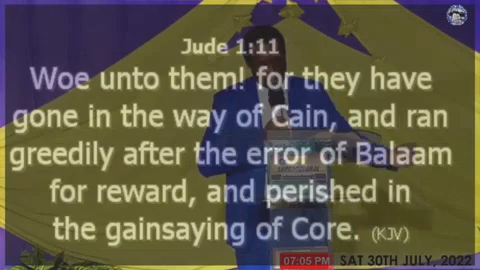 Jude 1:11
Woe unto them! for they have
gone in the way of Cain, and ran
greedily after the error of Balaam
for reward, and perished in
the gainsaying of Core. (KJV)
07:05 PM SAT 30TH JULY, 2022